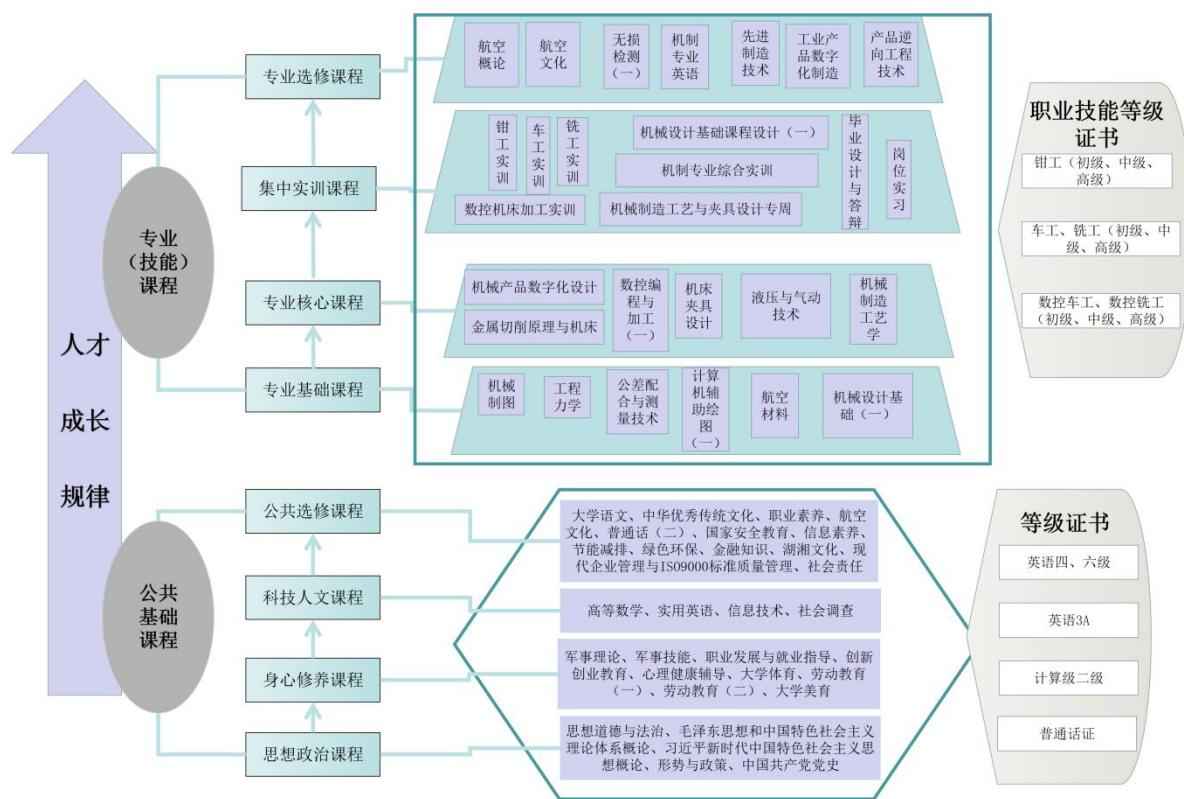 人才
成长
规律
专业
（技能）
课程
公共
基础
课程
专业选修课程
集中实训课程
专业核心课程
专业基础课程
公共选修课程
科技人文课程
身心修养课程
思想政治课程
航空
概论
航空
文化
无损
检测
（一）
机制
专业
英语
先进
制造
技术
工业产
品数字
化制造
产品逆
向工程
技术
钳
工
实
训
车
工
实
训
铣
工
实
训
机械设计基础课程设计（一）
机制专业综合实训
数控机床加工实训
机械制造工艺与夹具设计专周
毕
业
设
计
与
答
辩
岗
位
实
习
机械产品数字化设计
金属切削原理与机床
数控编
程与
加工
（一）
机床
夹具
设计
液压与气动
技术
机械
制造
工艺
学
机械
制图
工程
力学
公差配
合与测
量技术
计算
机辅
助绘
图
（一）
航空
材料
机械设计基
础（一）
大学语文、中华优秀传统文化、职业素养、航空
文化、普通话（二）、国家安全教育、信息素养、
节能减排、绿色环保、金融知识、湖湘文化、现
代企业管理与ISO9000标准质量管理、社会责任
高等数学、实用英语、信息技术、社会调查
军事理论、军事技能、职业发展与就业指导、创新
创业教育、心理健康辅导、大学体育、劳动教育
（一）、劳动教育（二）、大学美育
思想道德与法治、毛泽东思想和中国特色社会主义
理论体系概论、习近平新时代中国特色社会主义思
想概论、形势与政策、中国共产党党史
职业技能等级
证书
钳工（初级、中级、
高级）
车工、铣工（初级、中
级、高级）
数控车工、数控铣工
（初级、中级、高级）
等级证书
英语四、六级
英语3A
计算级二级
普通话证